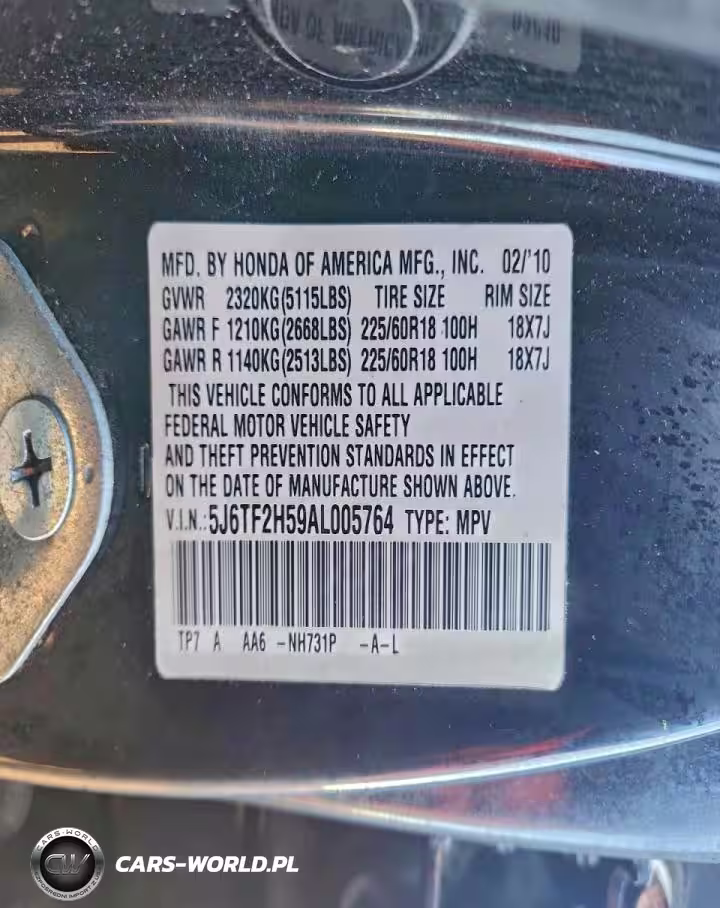 MFD. BY HONDA OF AMERICA MFG., INC. 02/'10
GVWR 2320KG(5115LBS) TIRE SIZE RIM SIZE
GAWR F 1210KG(2668LBS) 225/60R18 100H 18X7J
GAWR R 1140KG(2513LBS) 225/60R18 100H 18X7J
THIS VEHICLE CONFORMS TO ALL APPLICABLE
FEDERAL MOTOR VEHICLE SAFETY
AND THEFT PREVENTION STANDARDS IN EFFECT
ON THE DATE OF MANUFACTURE SHOWN ABOVE.
V.I.N.:5J6TF2H59AL005764 TYPE: MPV
TP7 A AA6 -NH731P -A-L
CARS-WORLD
CW
CARS-WORLD.PL